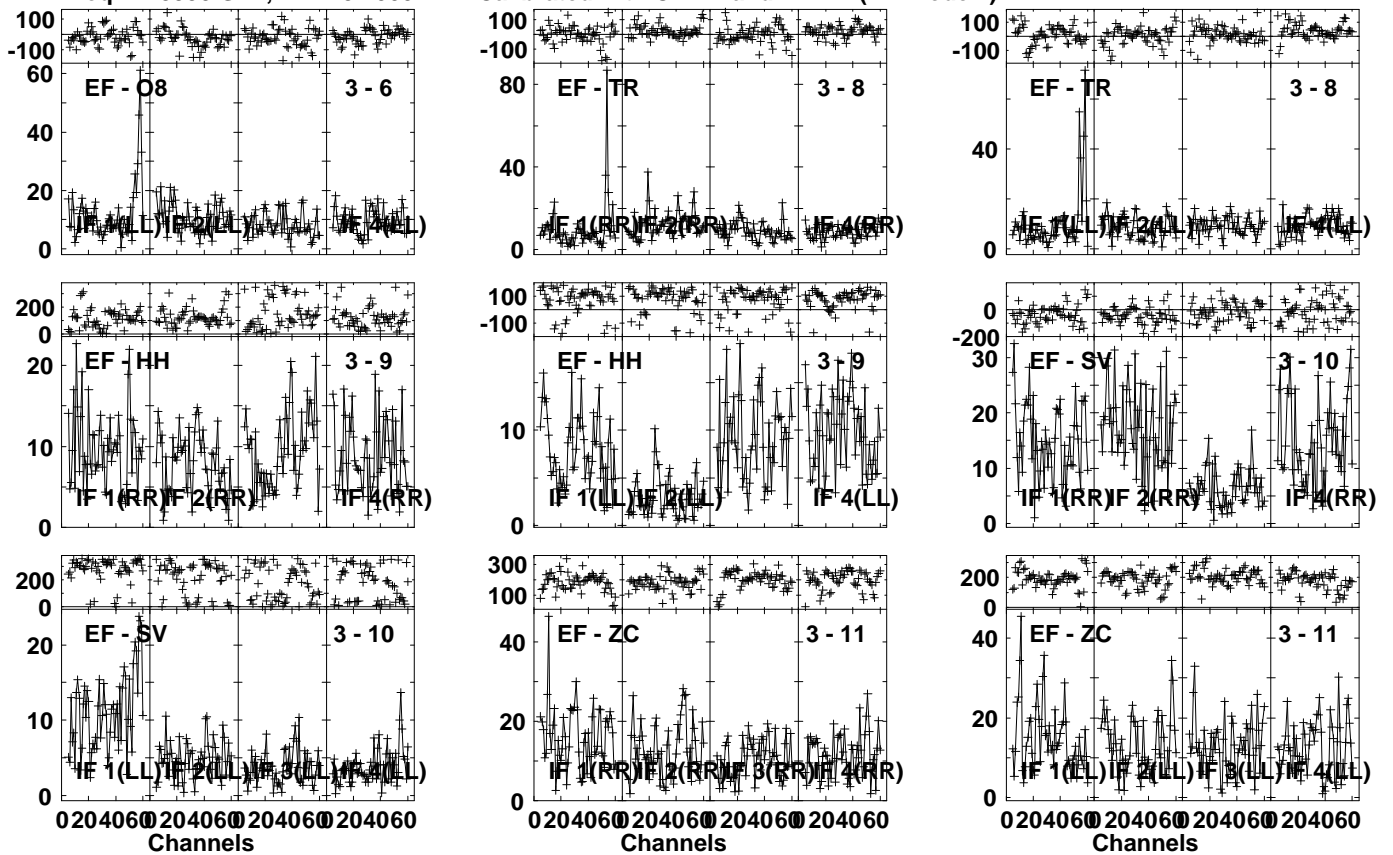 100
-100
60
40
20
0
EF - O8
3 - 6
IF 1(LL)
IF 2(LL)
IF 4(LL)
100
-100
80
40
0
EF - TR
3 - 8
IF 1(RR)
IF 2(RR)
IF 4(RR)
100
-100
40
0
EF - TR
3 - 8
IF 1(LL)
IF 2(LL)
IF 4(LL)
200
0
20
10
0
EF - HH
3 - 9
IF 1(RR)
IF 2(RR)
IF 4(RR)
100
-100
10
0
EF - HH
3 - 9
IF 1(LL)
IF 2(LL)
IF 4(LL)
0
-200
30
20
10
0
EF - SV
3 - 10
IF 1(RR)
IF 2(RR)
IF 4(RR)
200
0
20
10
0
EF - SV
3 - 10
IF 1(LL)
IF 2(LL)
IF 3(LL)
IF 4(LL)
0 20 40 60 0 20 40 60 0 20 40 60 0 20 40 60
Channels
300
100
40
20
0
EF - ZC
3 - 11
IF 1(RR)
IF 2(RR)
IF 3(RR)
IF 4(RR)
0 20 40 60 0 20 40 60 0 20 40 60 0 20 40 60
Channels
200
0
40
20
0
EF - ZC
3 - 11
IF 1(LL)
IF 2(LL)
IF 3(LL)
IF 4(LL)
0 20 40 60 0 20 40 60 0 20 40 60 0 20 40 60
Channels